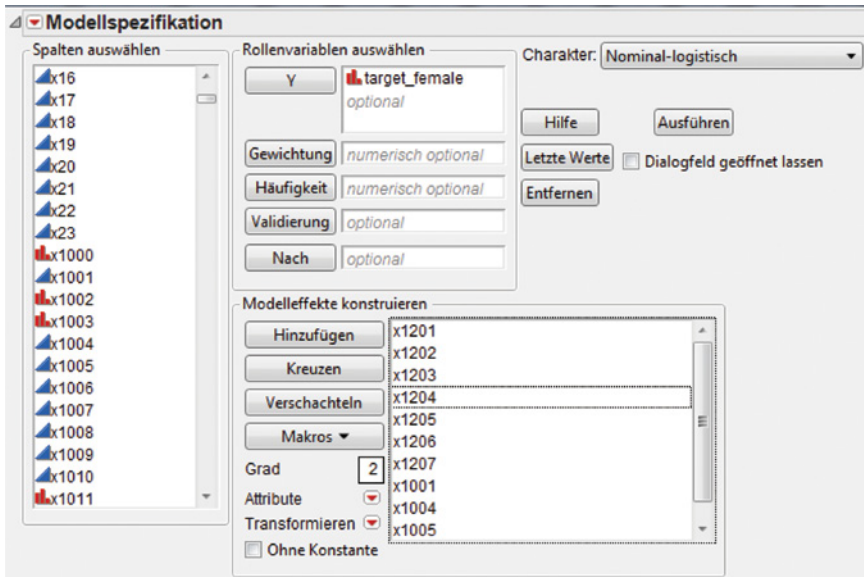 Modellspezifikation
Spalten auswählen
x16
x17
x18
x19
x20
x21
x22
x23
x1000
x1001
x1002
x1003
x1004
x1005
x1006
x1007
x1008
x1009
x1010
x1011
Rollenvariablen auswählen
Y
target_female
optional
Gewichtung
numerisch optional
Häufigkeit
numerisch optional
Validierung
optional
Nach
optional
Charakter:
Nominal-logistisch
Hilfe
Ausführen
Letzte Werte
Dialogfeld geöffnet lassen
Entfernen
Modelleffekte konstruieren
Hinzufügen
Kreuzen
Verschachteln
Makros
Grad
2
Attribute
Transformieren
Ohne Konstante
x1201
x1202
x1203
x1204
x1205
x1206
x1207
x1001
x1004
x1005